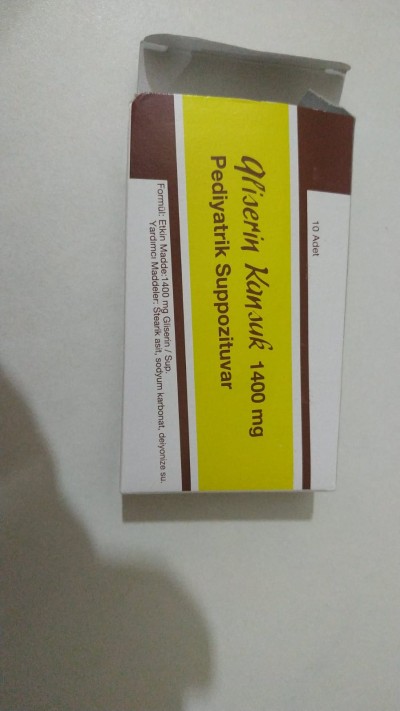 10 Adet
Gliserin Kansuk 1400 mg
Pediyatrik Suppozituvar
Formül: Etkin Madde:1400 mg Gliserin / Sup.
Yardımcı Maddeler: Stearik asit, sodyum karbonat, deiyonize su.